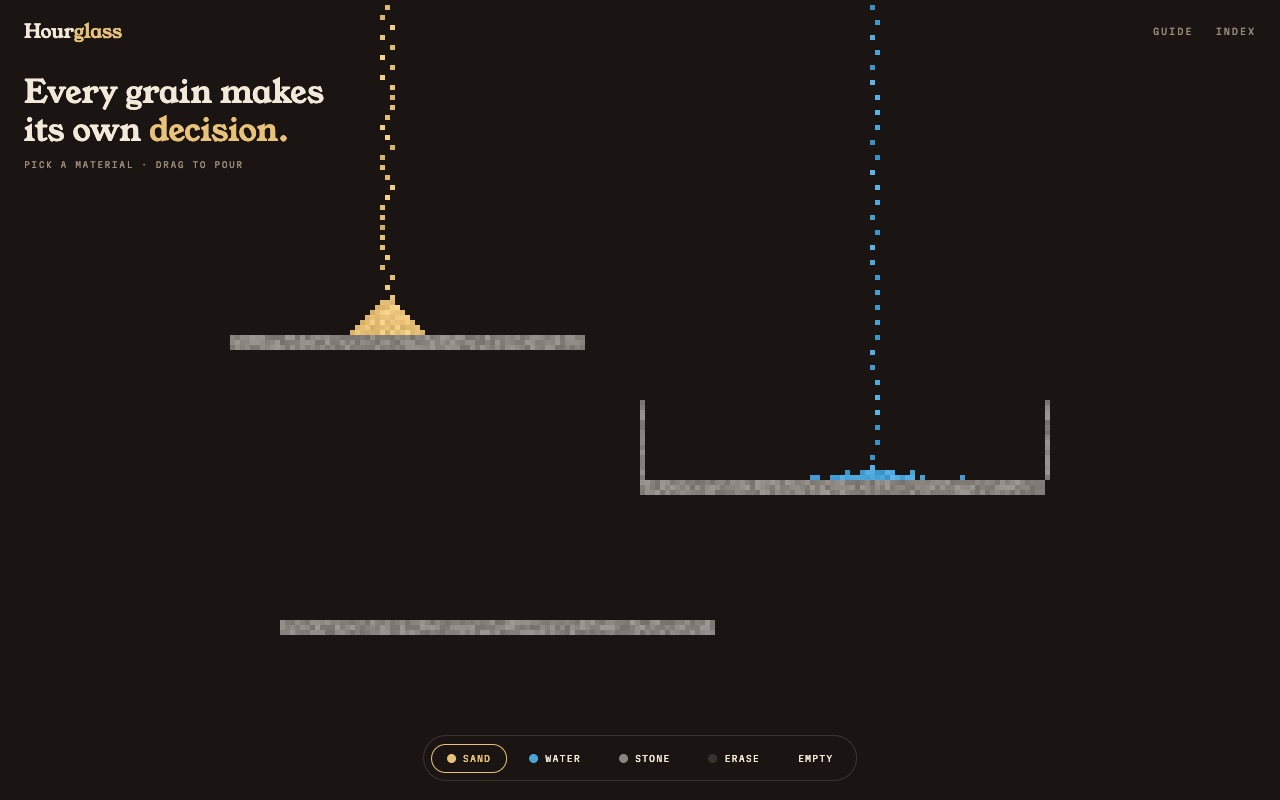 Hourglass
GUIDE INDEX
Every grain makes
its own decision.
PICK A MATERIAL · DRAG TO POUR
SAND WATER STONE ERASE EMPTY